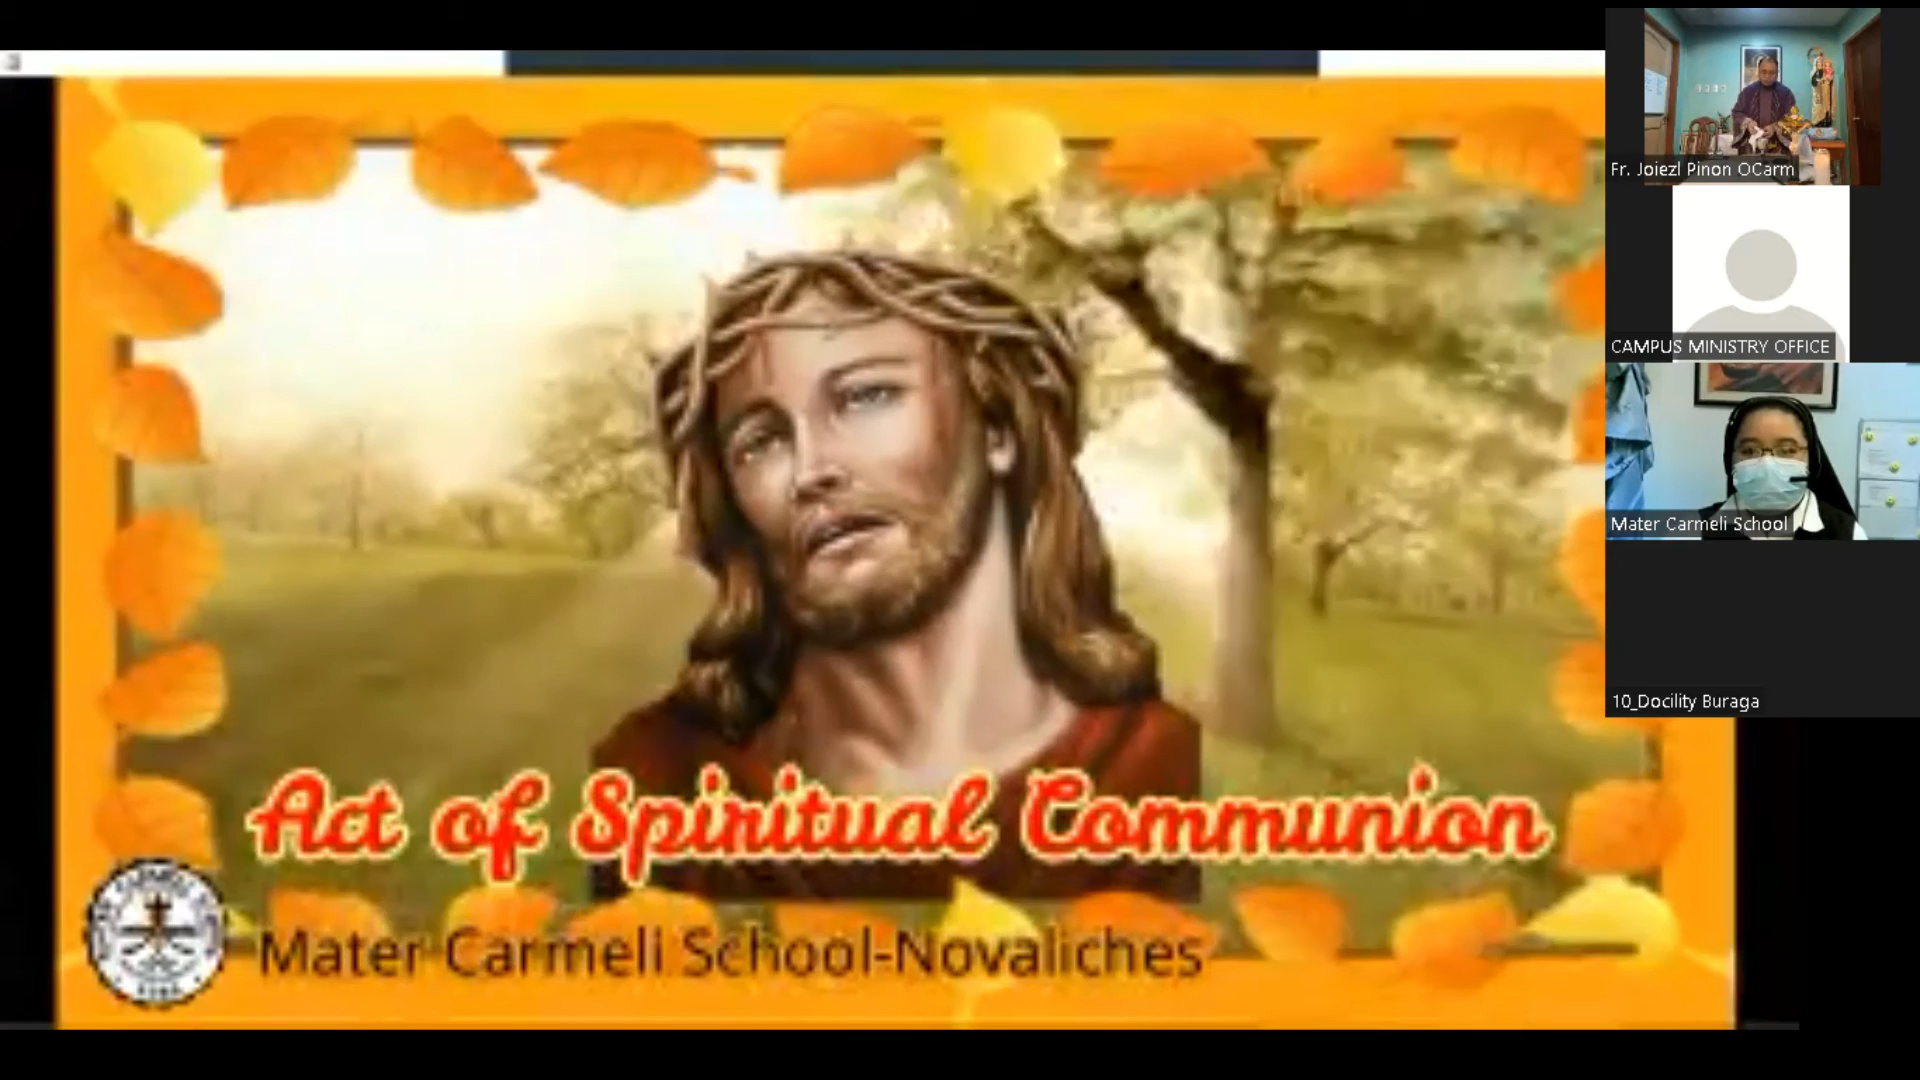 Act of Spiritual Communion
Mater Carmeli School-Novaliches
Fr. Joiezl Pinon OCarm
CAMPUS MINISTRY OFFICE
Mater Carmeli School
10_Docility Buraga